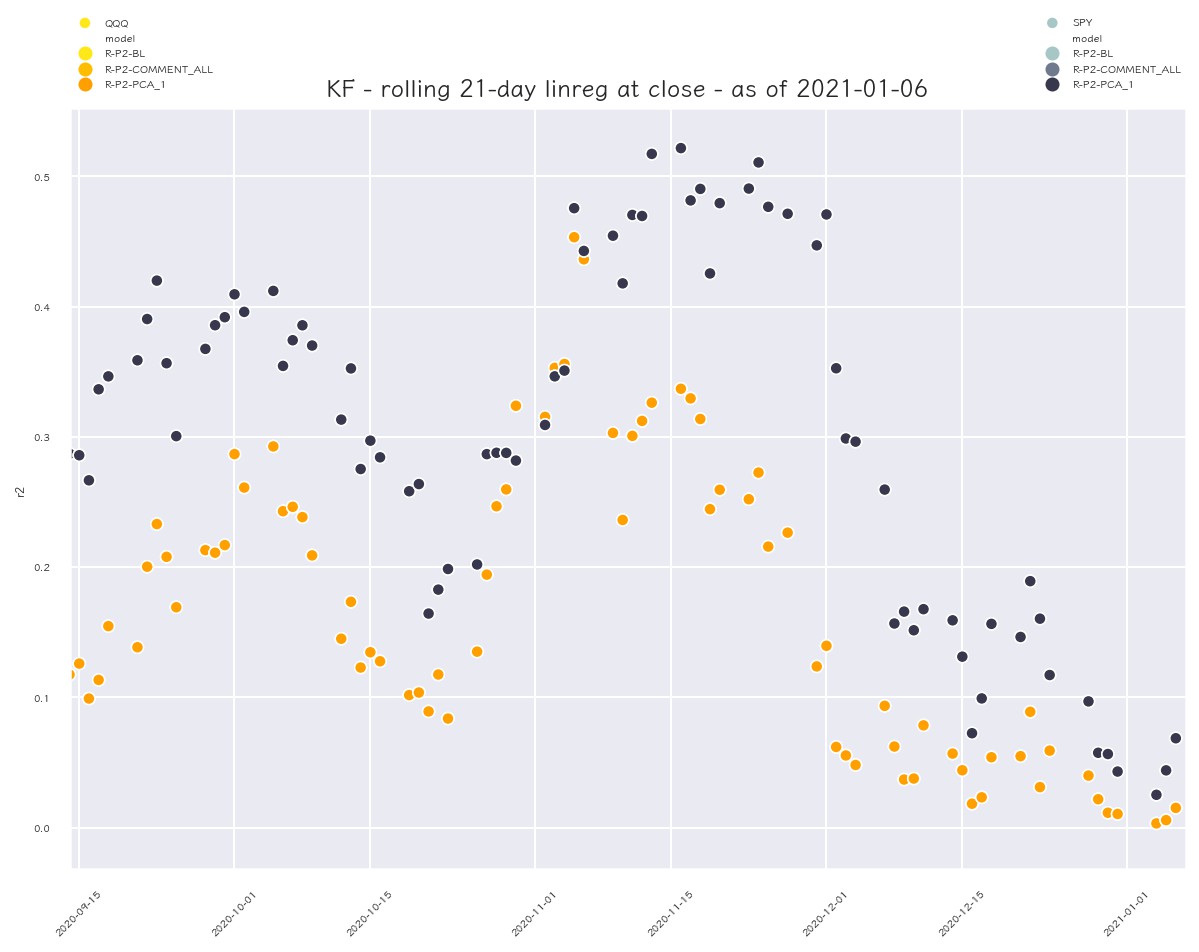 QQQ
model
R-P2-BL
R-P2-COMMENT_ALL
R-P2-PCA_1
SPY
model
R-P2-BL
R-P2-COMMENT_ALL
R-P2-PCA_1
KF - rolling 21-day linreg at close - as of 2021-01-06
r2
0.5
0.4
0.3
0.2
0.1
0.0
2020-09-15
2020-10-01
2020-10-15
2020-11-01
2020-11-15
2020-12-01
2020-12-15
2021-01-01